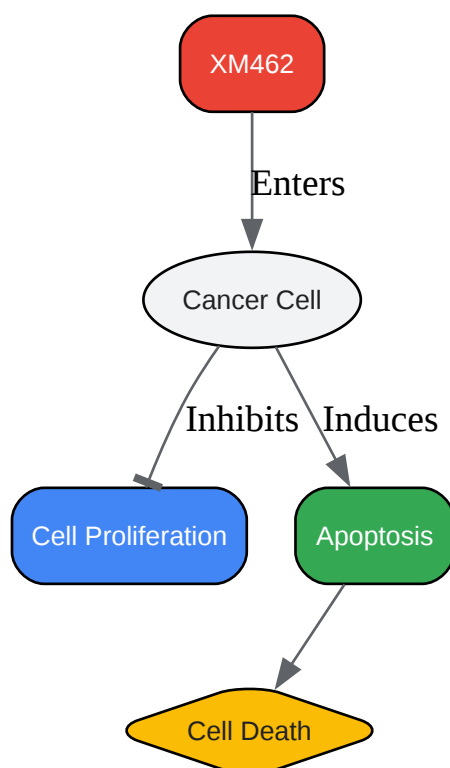 XM462
Enters
Cancer Cell
Inhibits
Induces
Cell Proliferation
Apoptosis
Cell Death